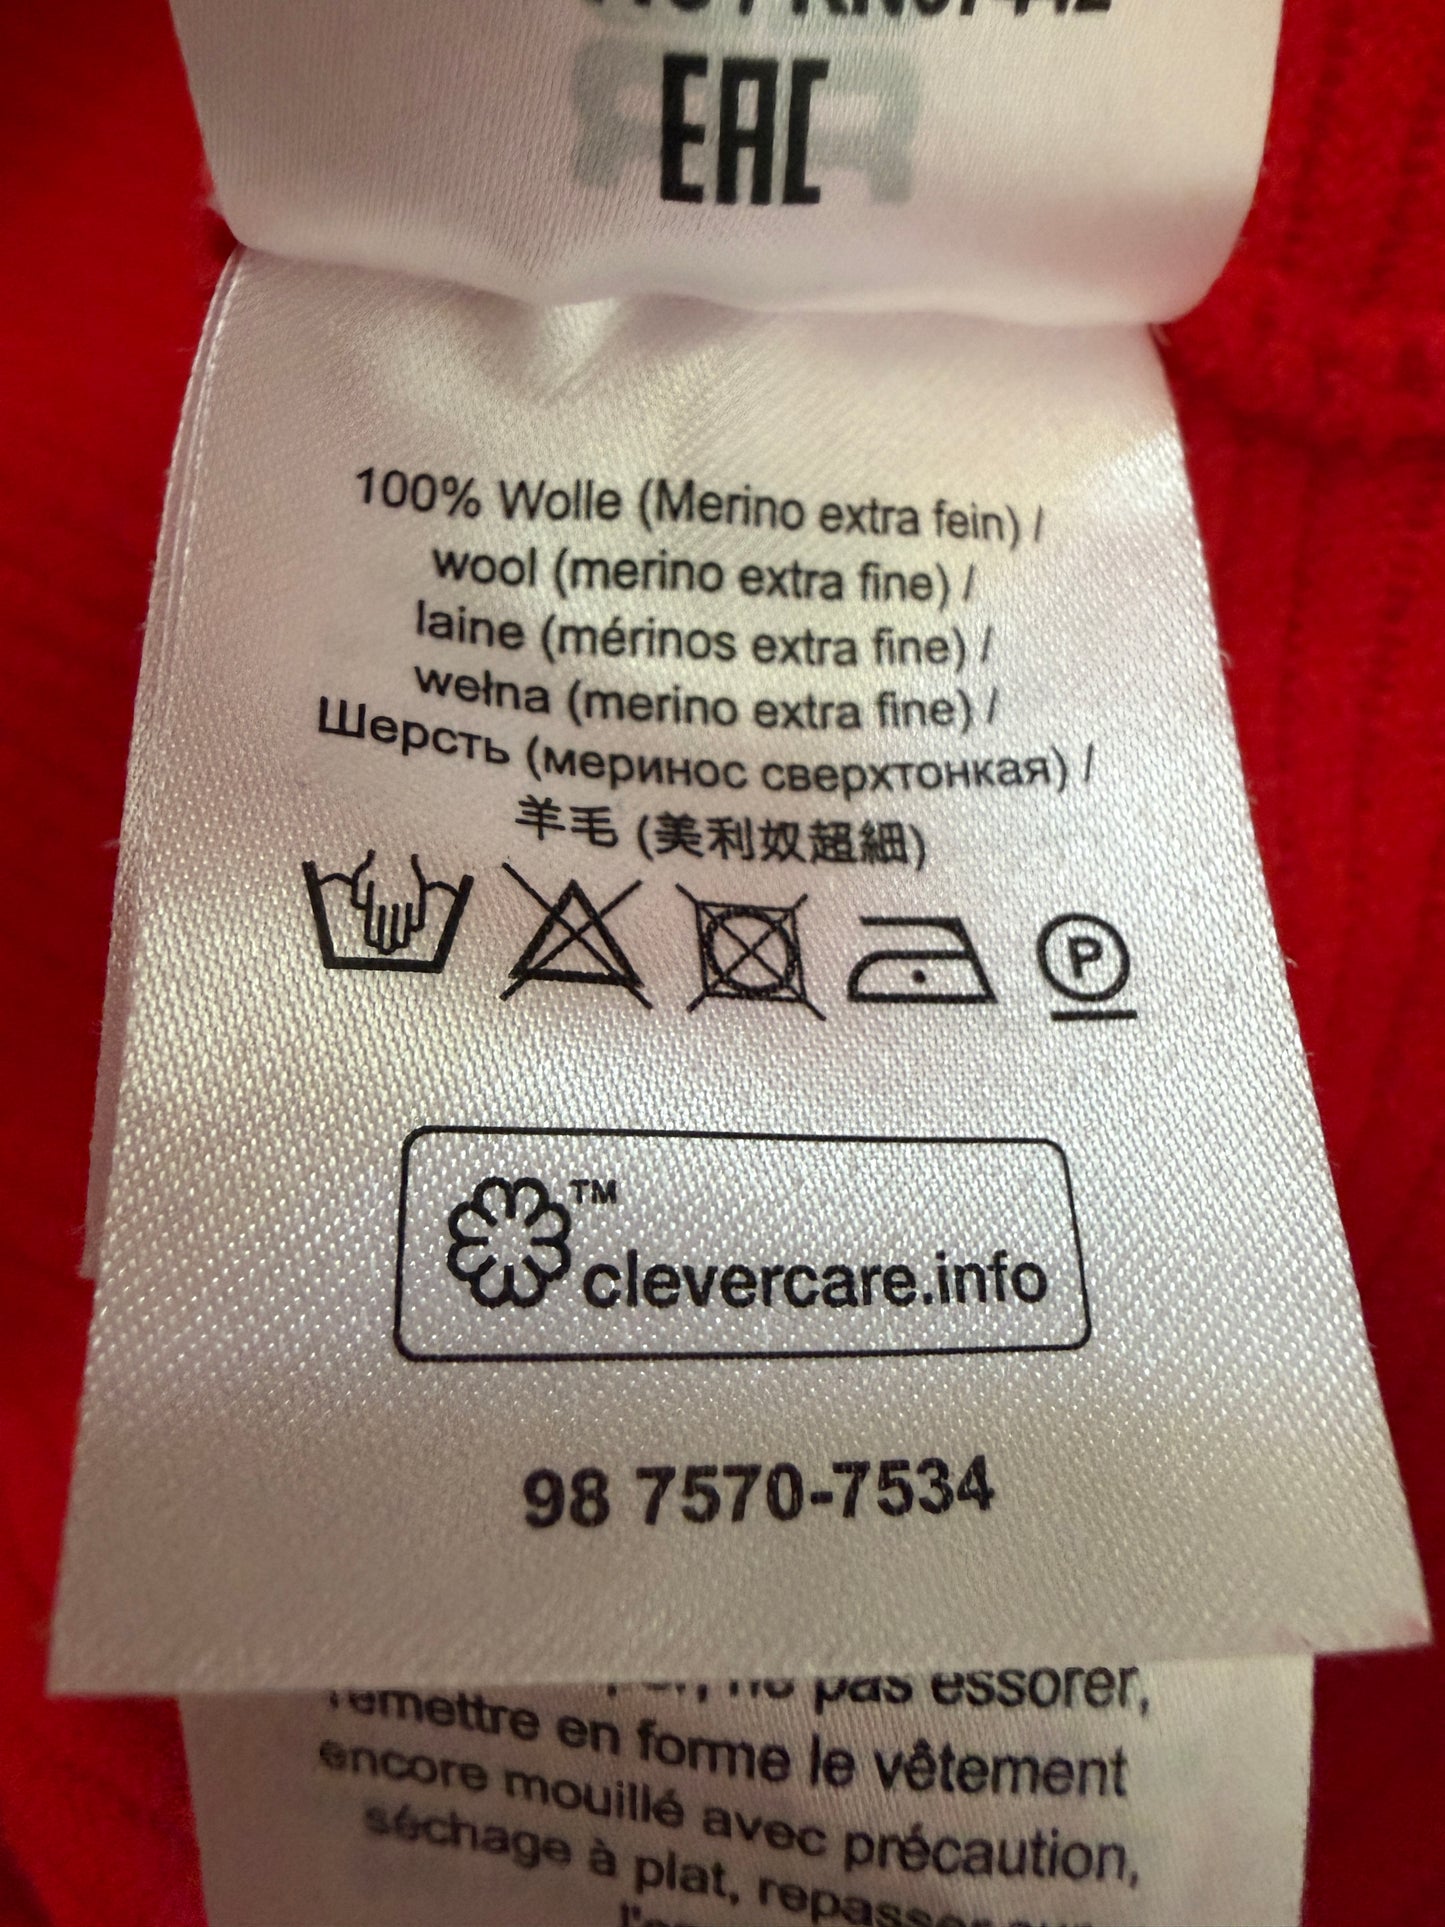 EAC
100% Wolle (Merino extra fein) /
wool (merino extra fine) /
laine (mérinos extra fine) /
wełna (merino extra fine) /
Шерсть (меринос сверхтонкая) /
羊毛 (美利奴超細)
P
TM
clevercare.info
98 7570-7534
ne pas essorer,
remettre en forme le vêtement
encore mouillé avec précaution,
séchage à plat,